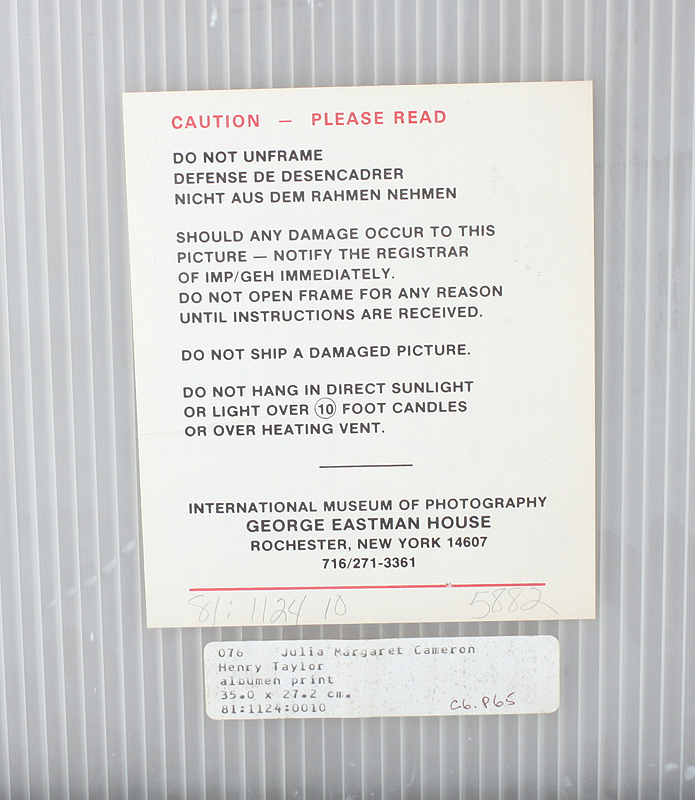 CAUTION — PLEASE READ
DO NOT UNFRAME
DEFENSE DE DESENCADRER
NICHT AUS DEM RAHMEN NEHMEN
SHOULD ANY DAMAGE OCCUR TO THIS
PICTURE — NOTIFY THE REGISTRAR
OF IMP/GEH IMMEDIATELY.
DO NOT OPEN FRAME FOR ANY REASON
UNTIL INSTRUCTIONS ARE RECEIVED.
DO NOT SHIP A DAMAGED PICTURE.
DO NOT HANG IN DIRECT SUNLIGHT
OR LIGHT OVER 10 FOOT CANDLES
OR OVER HEATING VENT.
INTERNATIONAL MUSEUM OF PHOTOGRAPHY
GEORGE EASTMAN HOUSE
ROCHESTER, NEW YORK 14607
716/271-3361
81: 1124 10 5882
076 Julia Margaret Cameron
Henry Taylor
albumen print
35.0 x 27.2 cm.
81:1124:0010 G6.P65